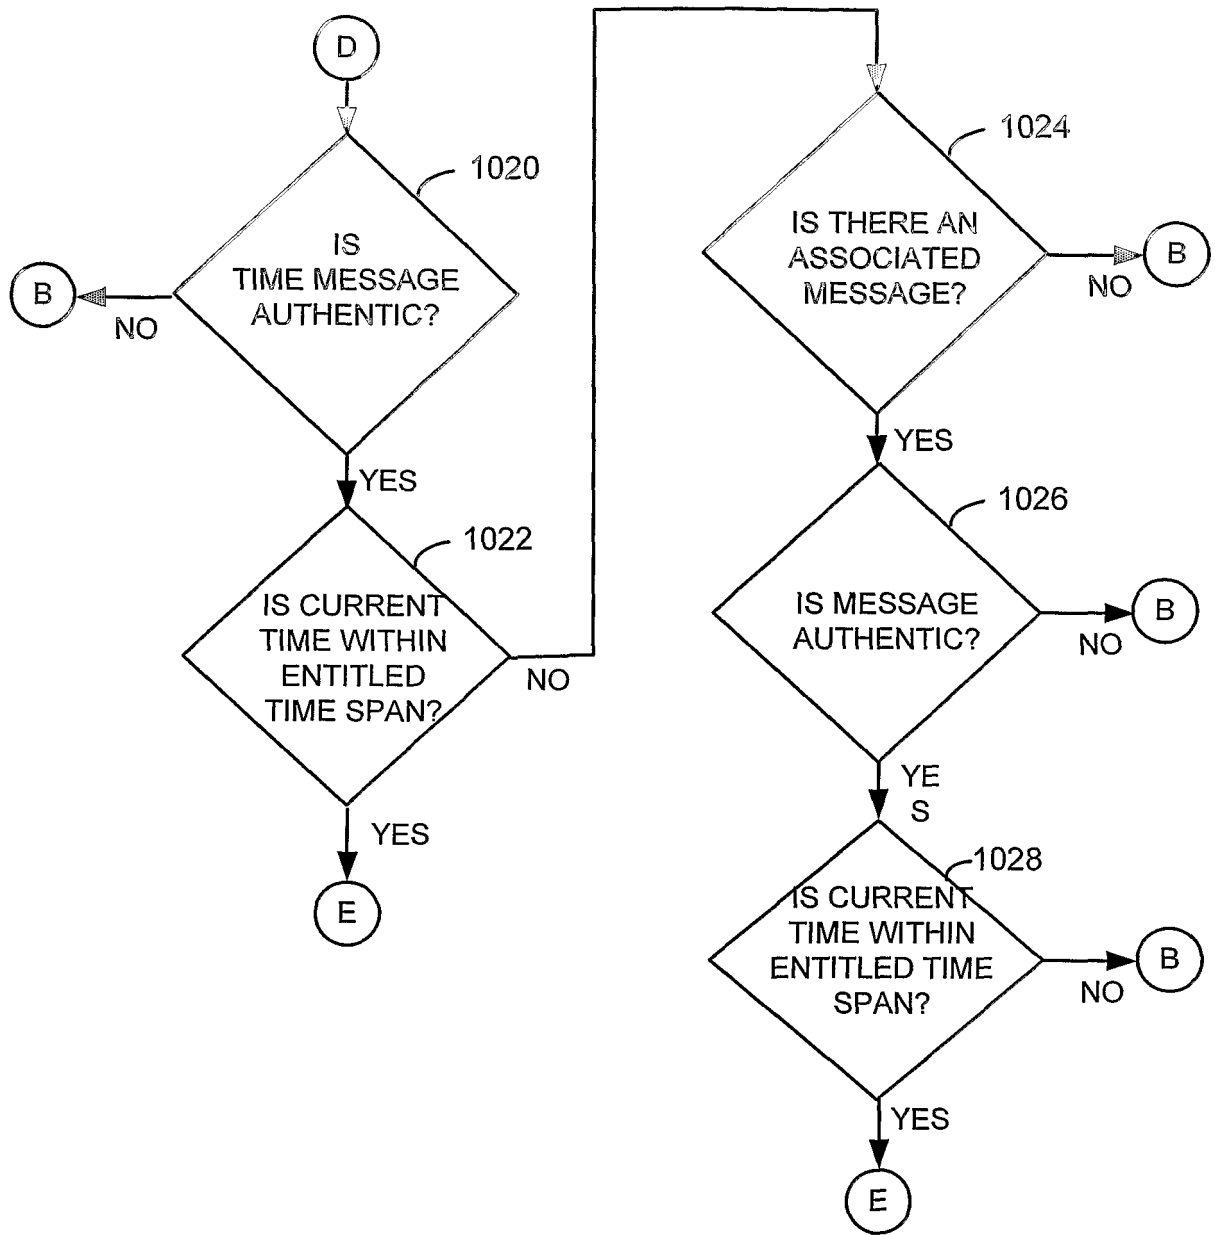 D
1020
IS
TIME MESSAGE
AUTHENTIC?
B
NO
YES
1022
IS CURRENT
TIME WITHIN
ENTITLED
TIME SPAN?
NO
YES
E
1024
IS THERE AN
ASSOCIATED
MESSAGE?
B
NO
YES
1026
IS MESSAGE
AUTHENTIC?
B
NO
YE
S
1028
IS CURRENT
TIME WITHIN
ENTITLED TIME
SPAN?
B
NO
YES
E